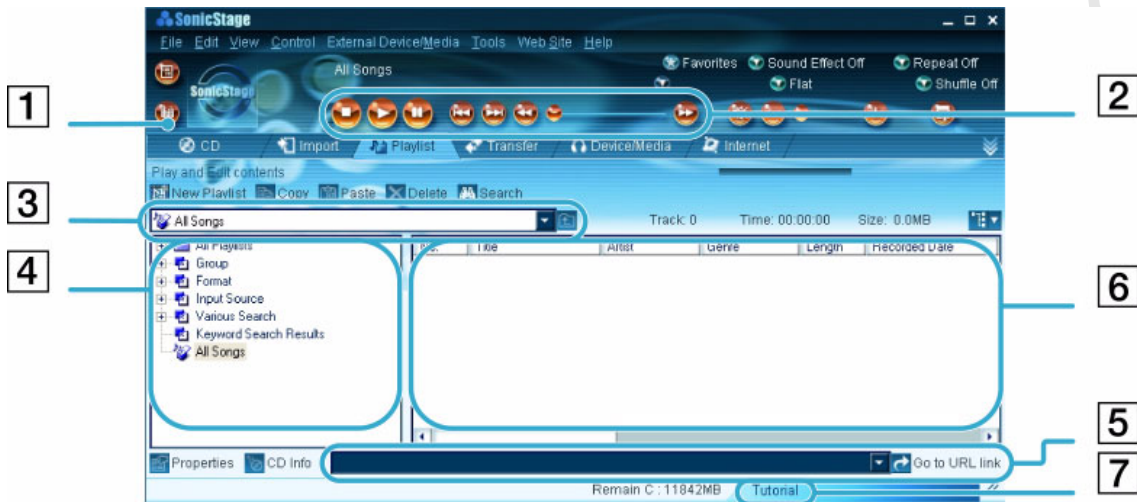 SonicStage
File Edit View Control External Device/Media Tools Web Site Help
All Songs
Favorites Sound Effect Off Repeat Off
SonicStage
Flat Shuffle Off
1
2
CD Import Playlist Transfer Device/Media Internet
Play and Edit contents
New Playlist Copy Paste Delete Search
3
All Songs Track: 0 Time: 00:00:00 Size: 0.0MB
All Playlists No. Title Artist Genre Length Recorded Date
4
Group
Format
6
Input Source
Various Search
Keyword Search Results
All Songs
5
Properties CD Info Go to URL link
7
Remain C : 11842MB Tutorial